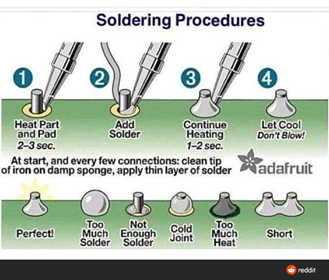 Soldering Procedures
1
2
3
4
Heat Part
and Pad
2–3 sec.
Add
Solder
Continue
Heating
1–2 sec.
Let Cool
Don't Blow!
At start, and every few connections: clean tip
of iron on damp sponge, apply thin layer of solder
adafruit
Perfect!
Too
Much
Solder
Not
Enough
Solder
Cold
Joint
Too
Much
Heat
Short
reddit